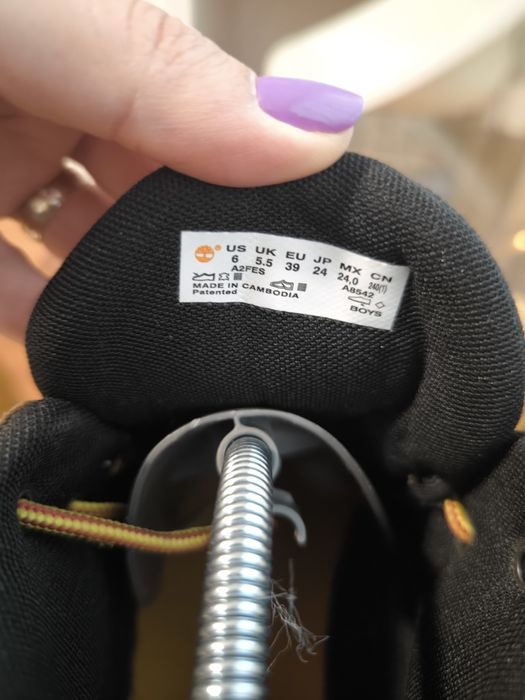 US UK EU JP MX CN
6 5.5 39 24 24,0 240(1)
A2FES A8542
MADE IN CAMBODIA
Patented BOYS